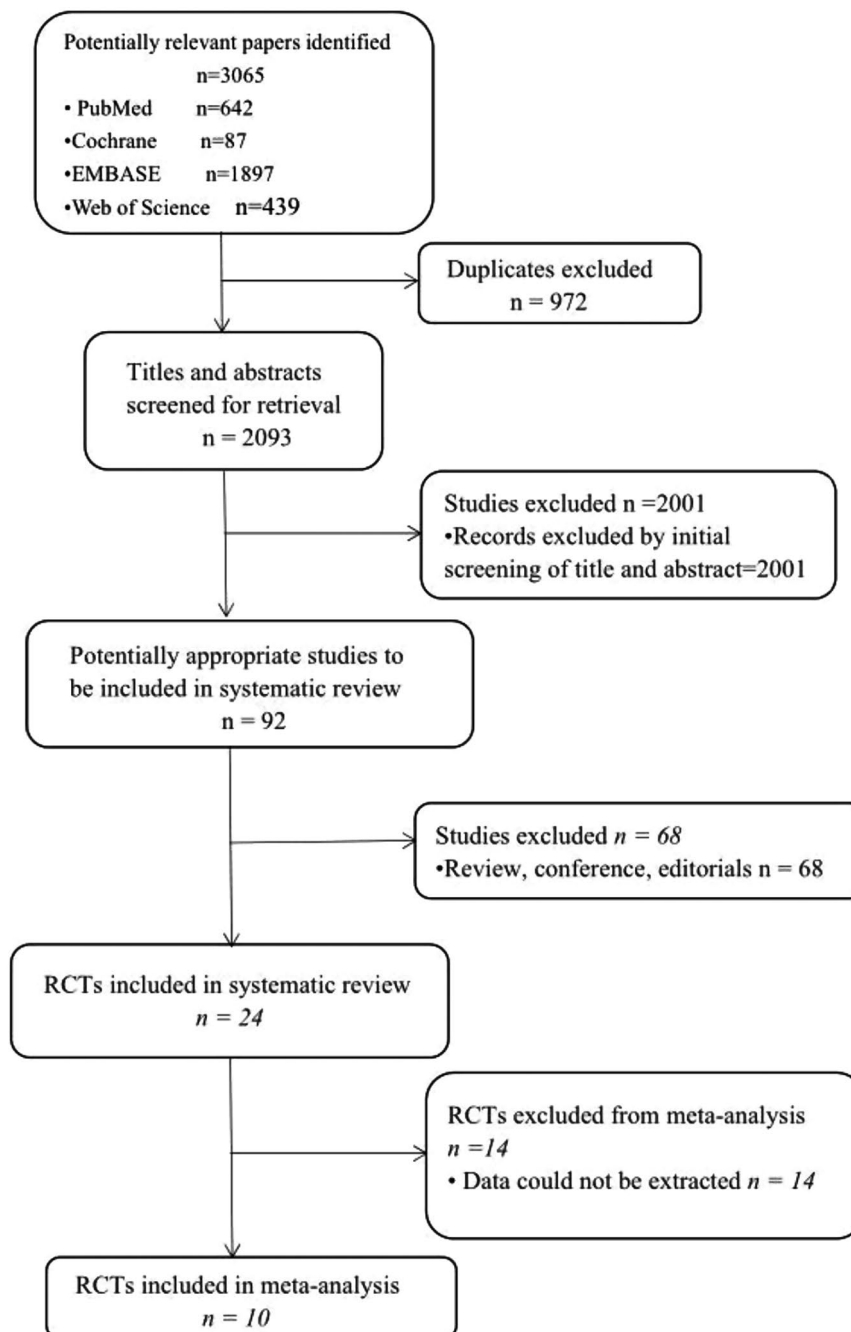 Potentially relevant papers identified
n=3065
• PubMed n=642
•Cochrane n=87
•EMBASE n=1897
•Web of Science n=439
Duplicates excluded
n = 972
Titles and abstracts
screened for retrieval
n = 2093
Studies excluded n =2001
•Records excluded by initial
screening of title and abstract=2001
Potentially appropriate studies to
be included in systematic review
n = 92
Studies excluded n = 68
•Review, conference, editorials n = 68
RCTs included in systematic review
n = 24
RCTs excluded from meta-analysis
n =14
• Data could not be extracted n = 14
RCTs included in meta-analysis
n = 10